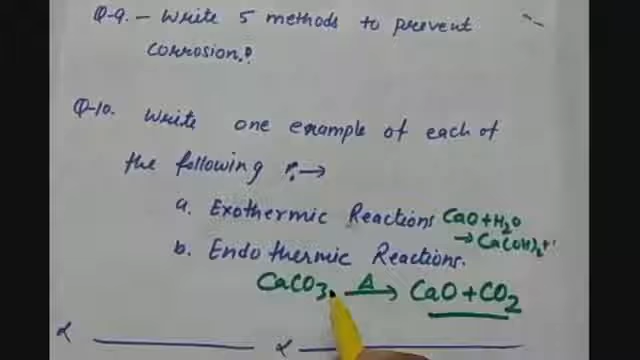 Q-9. - Write 5 methods to prevent
corrosion.?
Q-10. Write one example of each of
the following :→
a. Exothermic Reactions CaO + H₂O
→ Ca(OH)₂ +
b. Endothermic Reactions.
CaCO₃ Δ→ CaO + CO₂